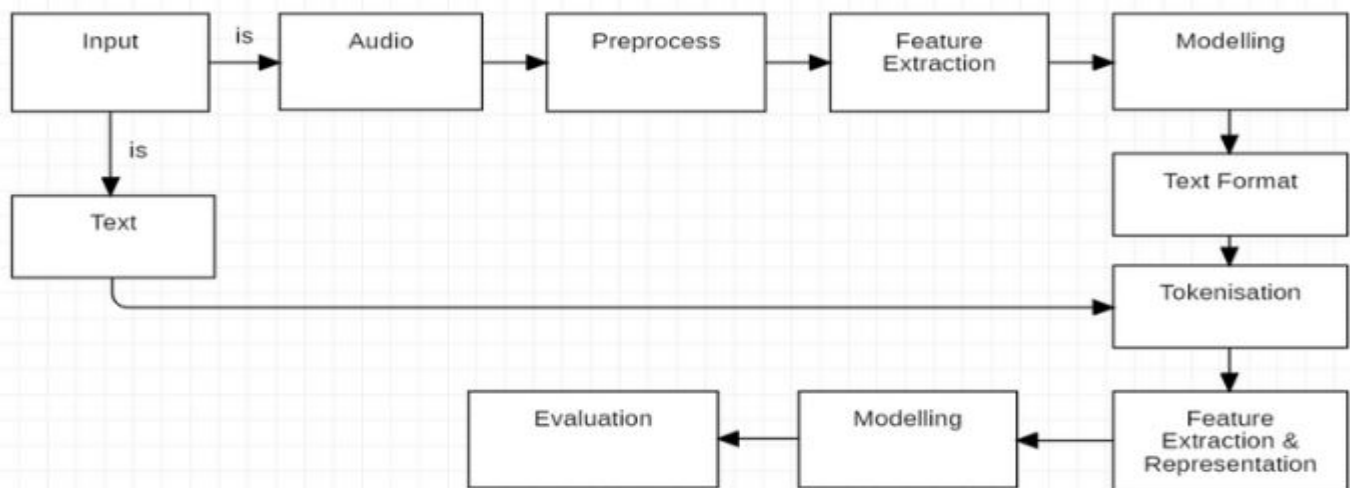 Input
is
Audio
Preprocess
Feature
Extraction
Modelling
is
Text Format
Text
Tokenisation
Evaluation
Modelling
Feature
Extraction &
Representation